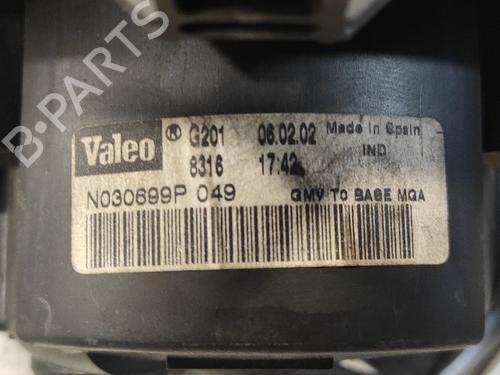 Valeo ® G201 06.02.02 Made In Spain
8316 17:42 IND
N030699P 049 GMV To BASE MGA
B-PARTS